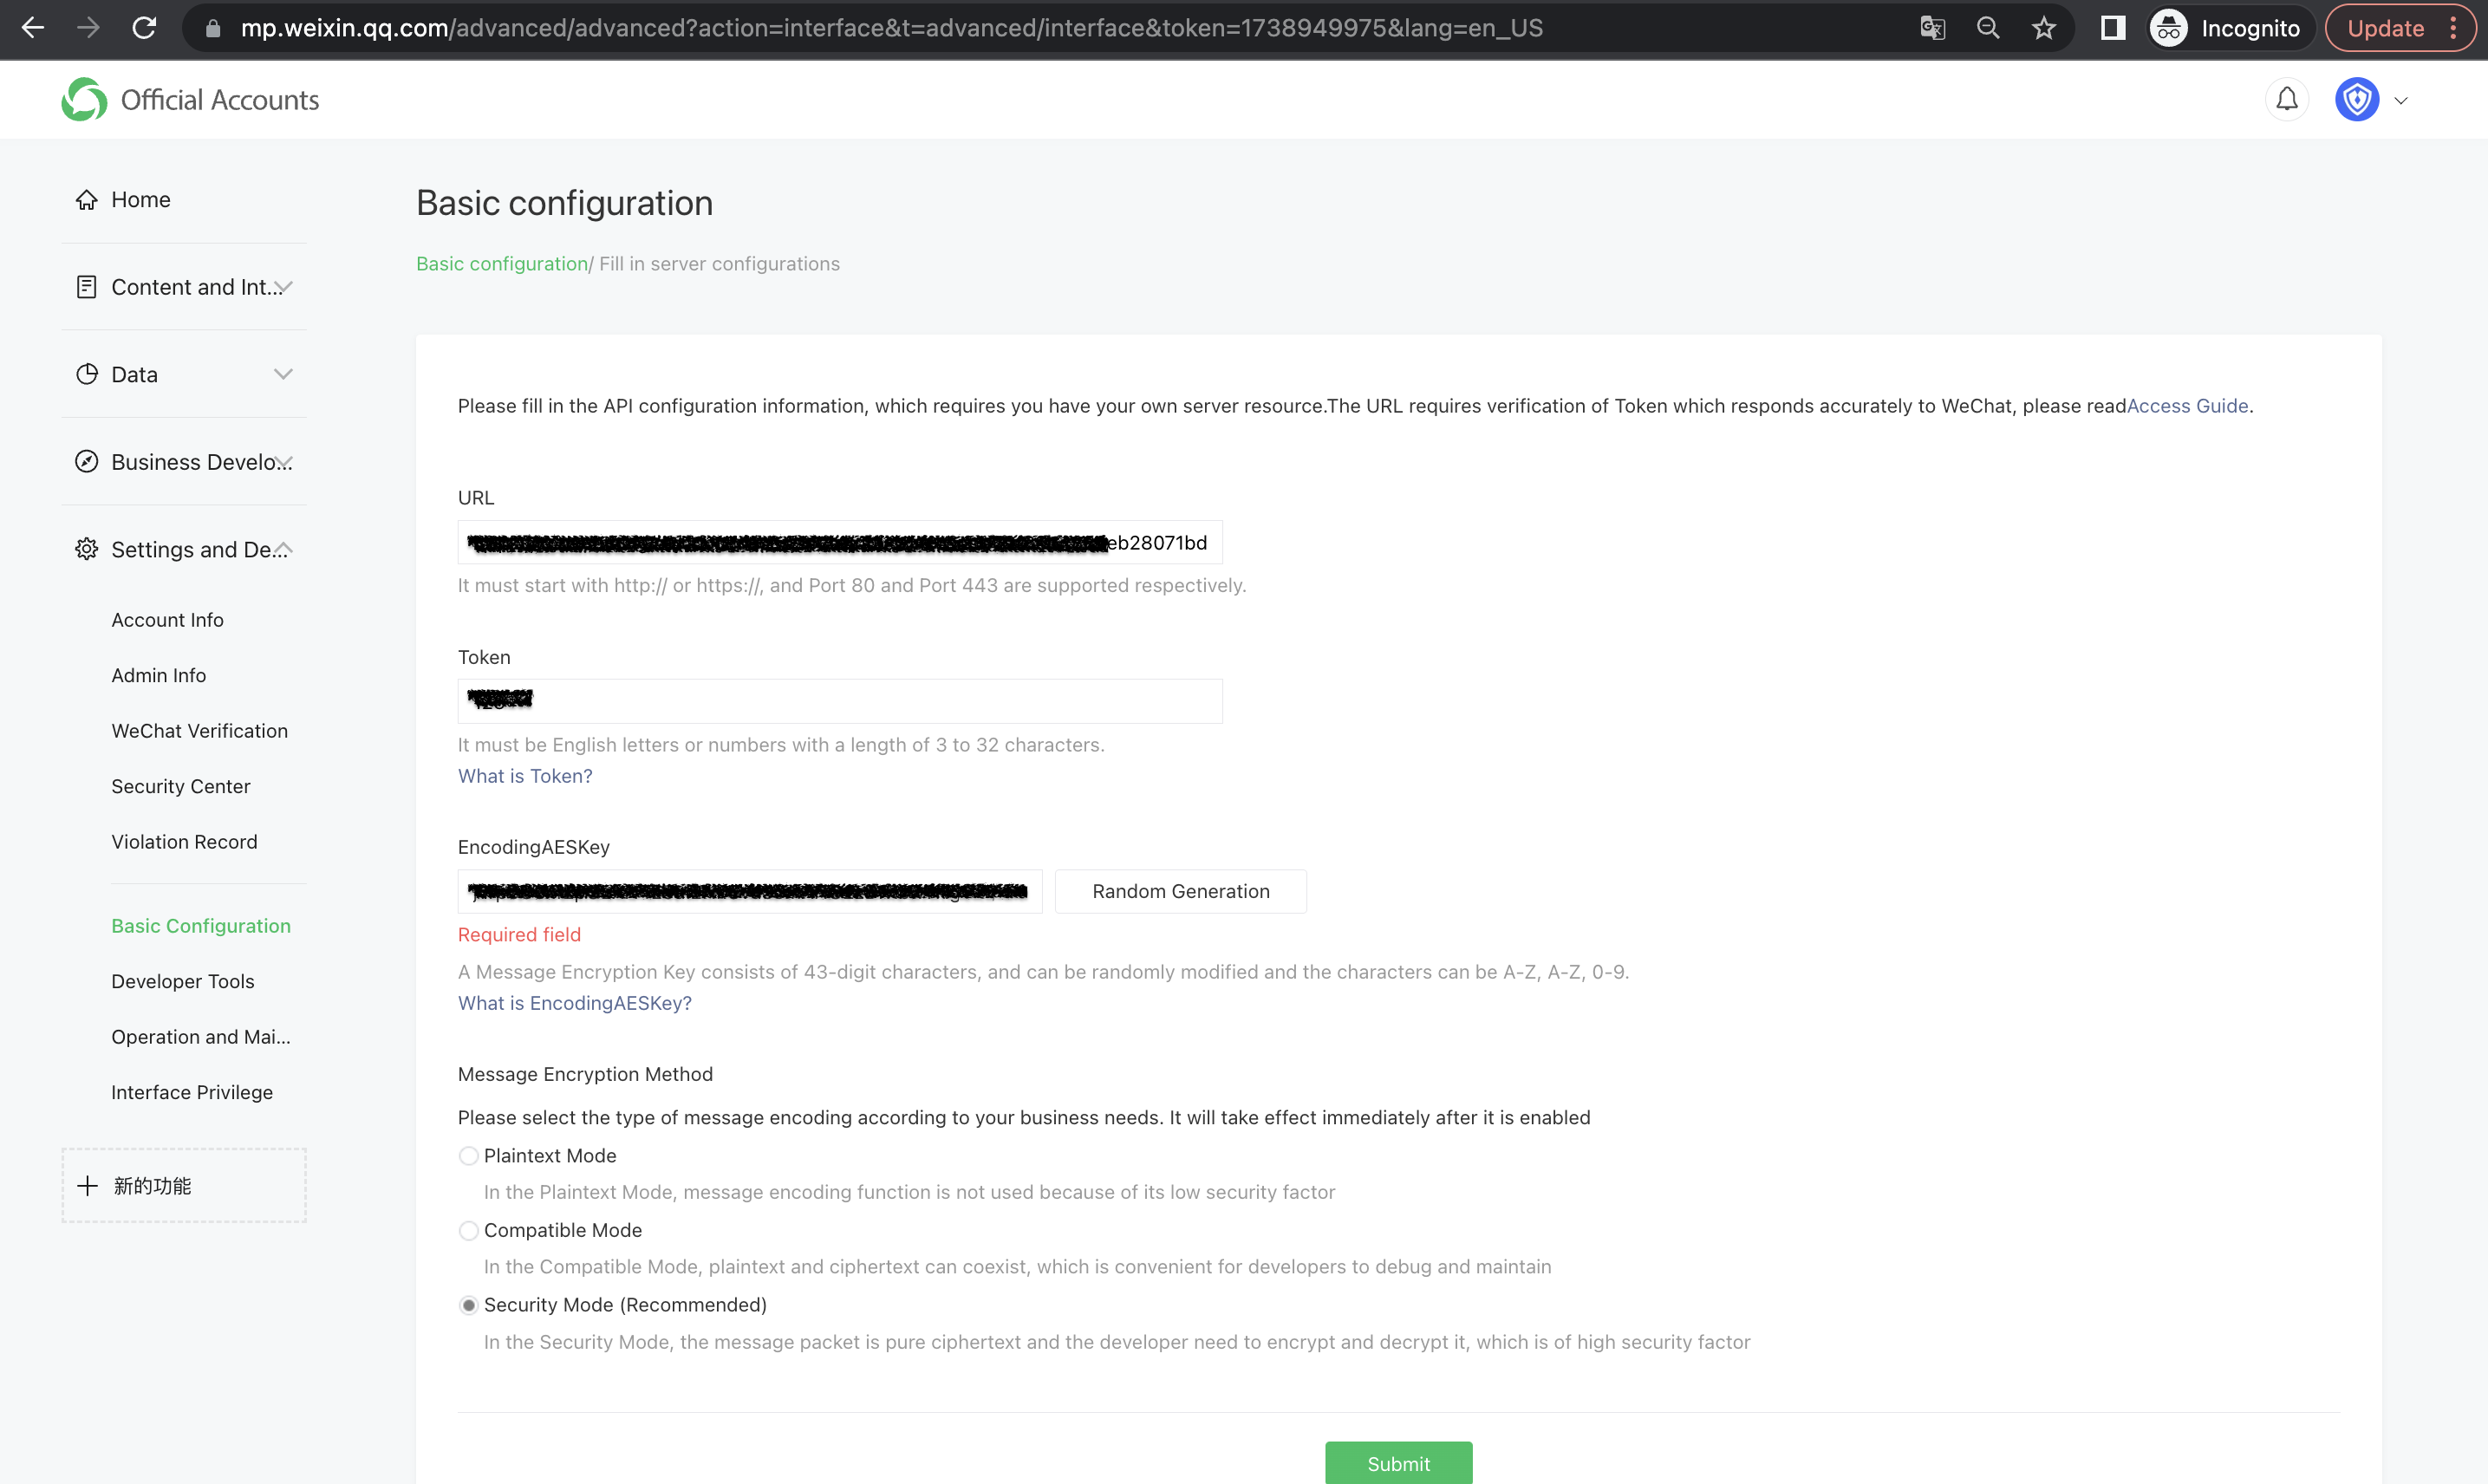 mp.weixin.qq.com/advanced/advanced?action=interface&t=advanced/interface&token=1738949975&lang=en_US
Incognito
Update
Official Accounts
Home
Content and Int...
Data
Business Develo...
Settings and De...
Account Info
Admin Info
WeChat Verification
Security Center
Violation Record
Basic Configuration
Developer Tools
Operation and Mai...
Interface Privilege
新的功能
Basic configuration
Basic configuration/ Fill in server configurations
Please fill in the API configuration information, which requires you have your own server resource.The URL requires verification of Token which responds accurately to WeChat, please readAccess Guide.
URL
eb28071bd
It must start with http:// or https://, and Port 80 and Port 443 are supported respectively.
Token
It must be English letters or numbers with a length of 3 to 32 characters.
What is Token?
EncodingAESKey
Random Generation
Required field
A Message Encryption Key consists of 43-digit characters, and can be randomly modified and the characters can be A-Z, A-Z, 0-9.
What is EncodingAESKey?
Message Encryption Method
Please select the type of message encoding according to your business needs. It will take effect immediately after it is enabled
Plaintext Mode
In the Plaintext Mode, message encoding function is not used because of its low security factor
Compatible Mode
In the Compatible Mode, plaintext and ciphertext can coexist, which is convenient for developers to debug and maintain
Security Mode (Recommended)
In the Security Mode, the message packet is pure ciphertext and the developer need to encrypt and decrypt it, which is of high security factor
Submit